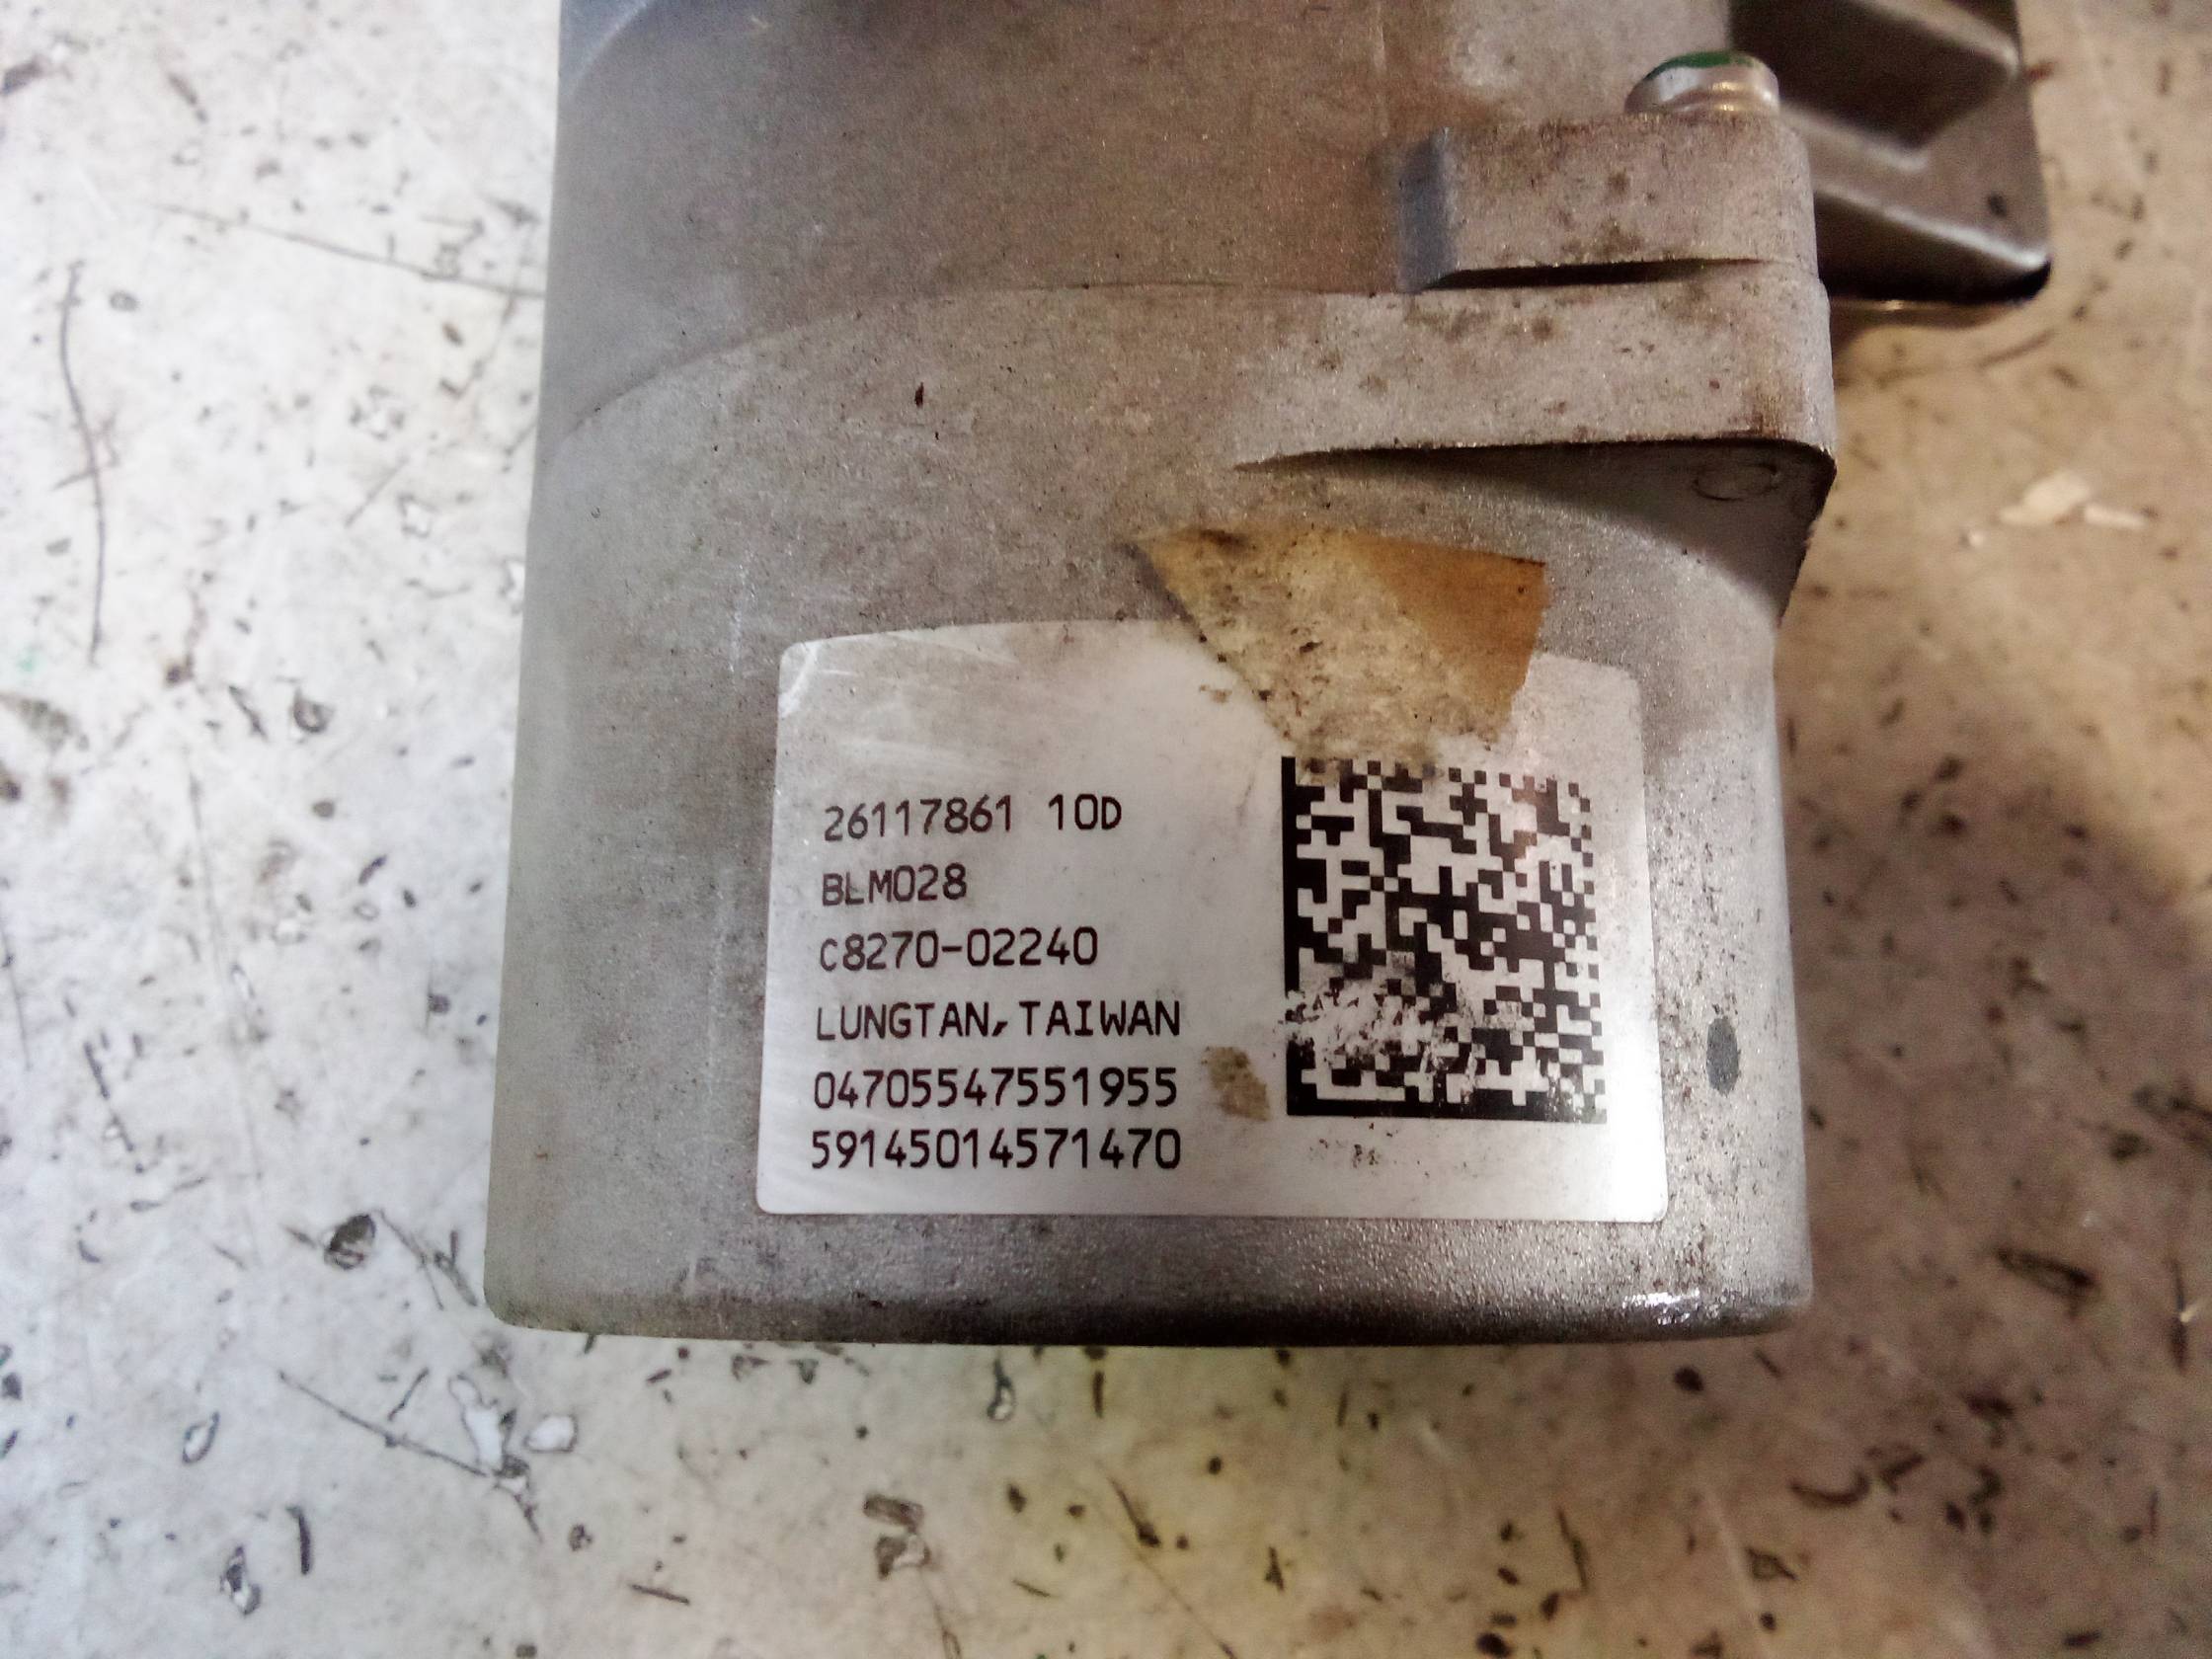 26117861 10D
BLM028
C8270-02240
LUNGTAN, TAIWAN
04705547551955
59145014571470